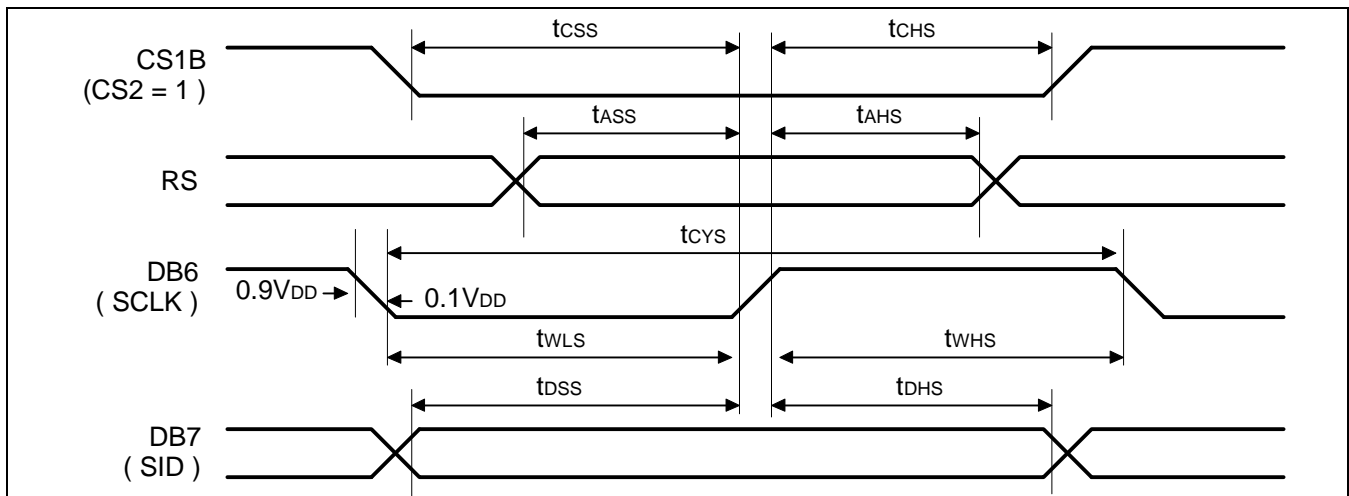 tCSS
tCHS
CS1B
(CS2 = 1 )
tASS
tAHS
RS
tCYS
DB6
( SCLK )
0.9VDD
0.1VDD
tWLS
tWHS
tDSS
tDHS
DB7
( SID )